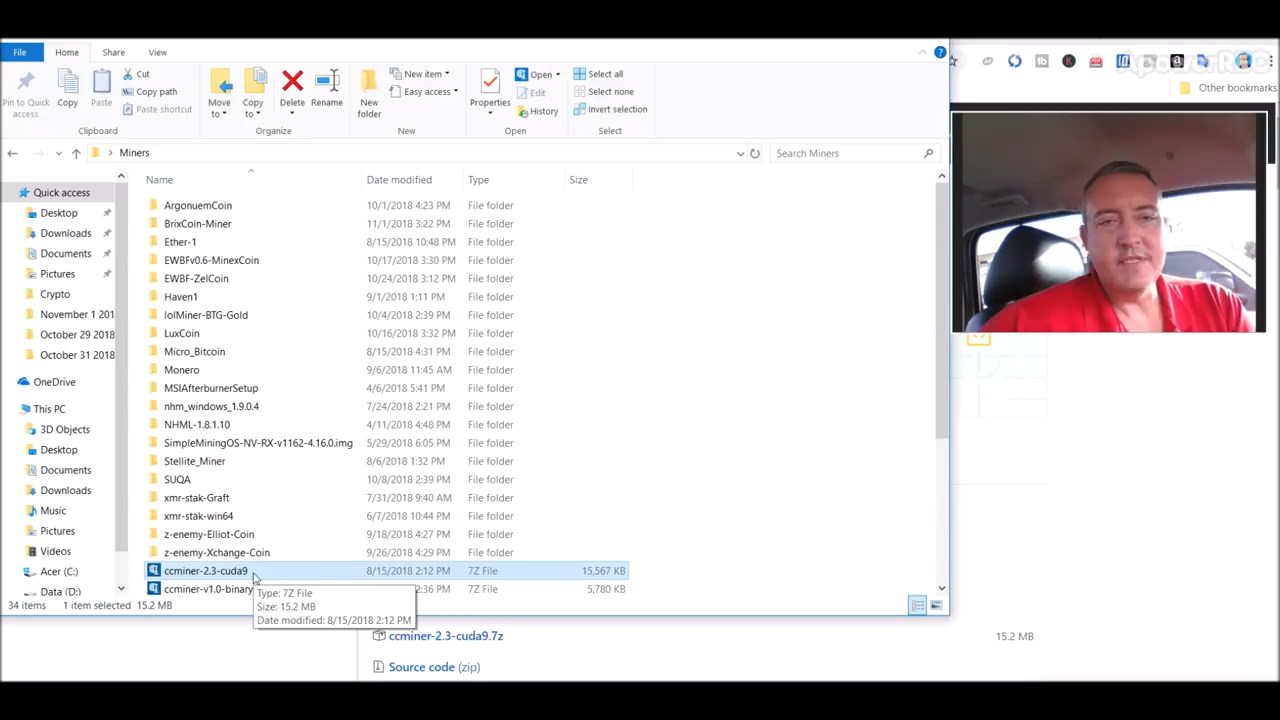 File Home Share View
Pin to Quick access
Copy
Paste
Cut
Copy path
Paste shortcut
Clipboard
Move to
Copy to
Delete
Rename
Organize
New folder
New item
Easy access
New
Properties
Open
Edit
History
Open
Select all
Select none
Invert selection
Select
ApowerREC
Other bookmarks
Miners
Search Miners
Name Date modified Type Size
Quick access
Desktop
Downloads
Documents
Pictures
Crypto
November 1 201
October 29 2018
October 31 2018
OneDrive
This PC
3D Objects
Desktop
Documents
Downloads
Music
Pictures
Videos
Acer (C:)
Data (D:)
ArgonuemCoin 10/1/2018 4:23 PM File folder
BrixCoin-Miner 11/1/2018 3:22 PM File folder
Ether-1 8/15/2018 10:48 PM File folder
EWBFv0.6-MinexCoin 10/17/2018 3:30 PM File folder
EWBF-ZelCoin 10/24/2018 3:12 PM File folder
Haven1 9/1/2018 1:11 PM File folder
lolMiner-BTG-Gold 10/4/2018 2:39 PM File folder
LuxCoin 10/16/2018 3:32 PM File folder
Micro_Bitcoin 8/15/2018 4:31 PM File folder
Monero 9/6/2018 11:45 AM File folder
MSIAfterburnerSetup 4/6/2018 5:41 PM File folder
nhm_windows_1.9.0.4 7/24/2018 2:21 PM File folder
NHML-1.8.1.10 4/11/2018 4:48 PM File folder
SimpleMiningOS-NV-RX-v1162-4.16.0.img 5/29/2018 6:05 PM File folder
Stellite_Miner 8/6/2018 1:32 PM File folder
SUQA 10/8/2018 2:39 PM File folder
xmr-stak-Graft 7/31/2018 9:40 AM File folder
xmr-stak-win64 6/7/2018 10:44 PM File folder
z-enemy-Elliot-Coin 9/18/2018 4:27 PM File folder
z-enemy-Xchange-Coin 9/26/2018 4:29 PM File folder
ccminer-2.3-cuda9 8/15/2018 2:12 PM 7Z File 15,567 KB
ccminer-v1.0-binary 2:36 PM 7Z File 5,780 KB
Type: 7Z File
Size: 15.2 MB
Date modified: 8/15/2018 2:12 PM
34 items 1 item selected 15.2 MB
ccminer-2.3-cuda9.7z 15.2 MB
Source code (zip)